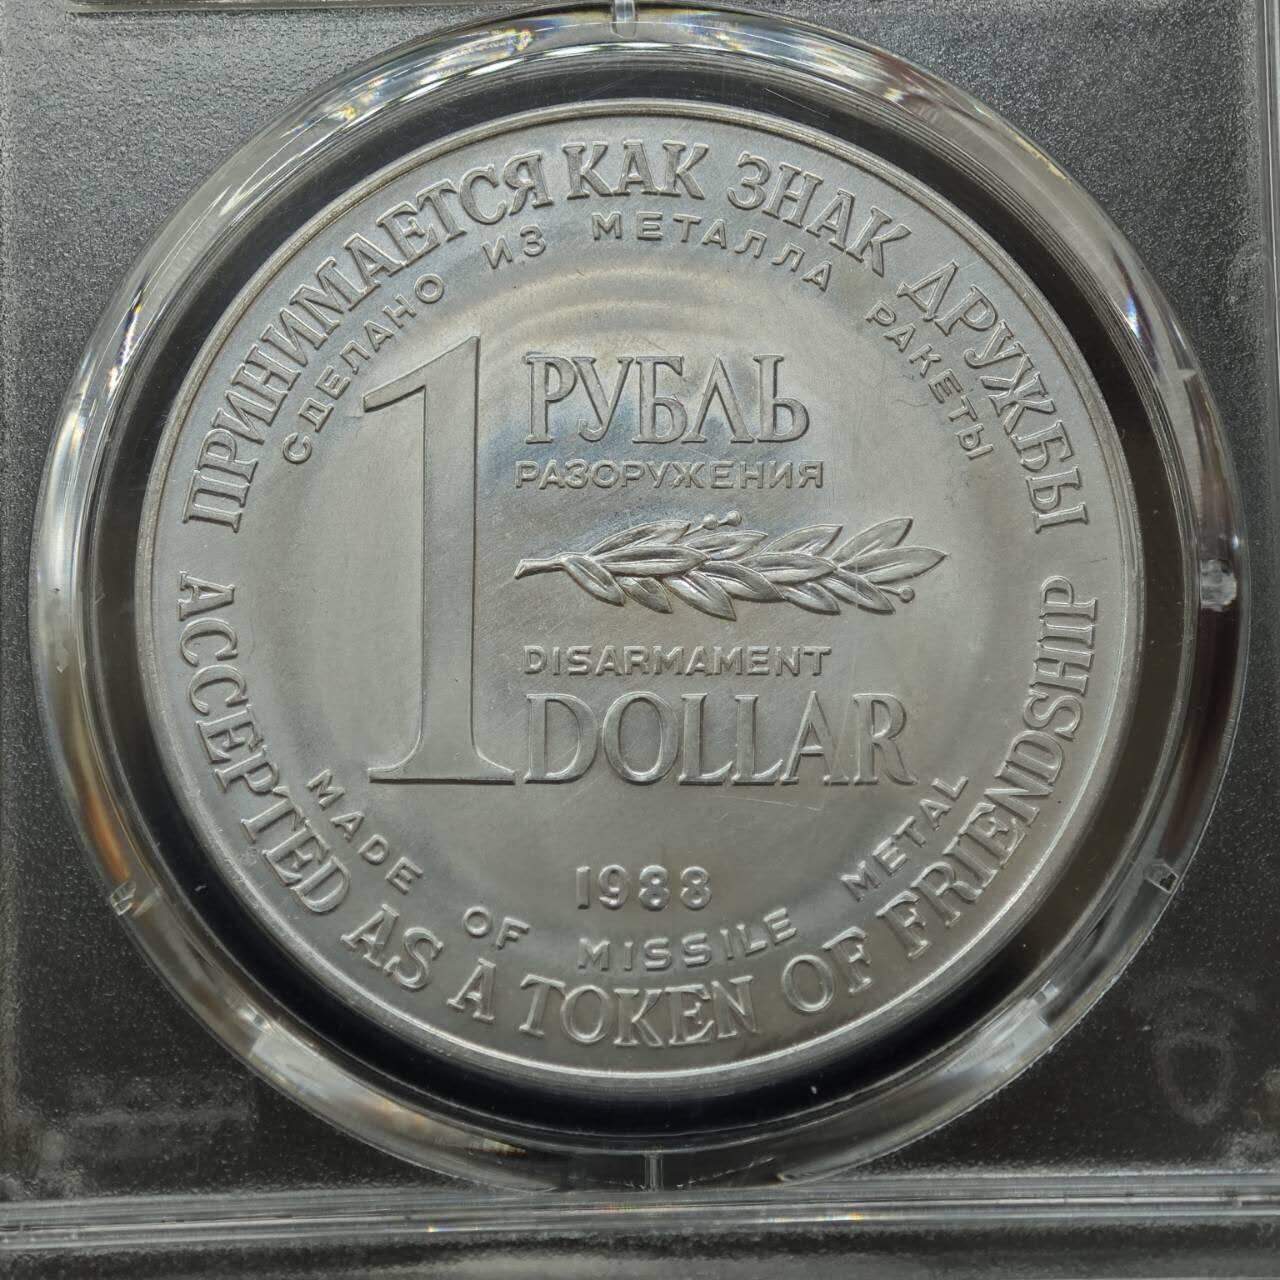 ПРИНИМАЕТСЯ КАК ЗНАК ДРУЖБЫ
СДЕЛАНО ИЗ МЕТАЛЛА РАКЕТЫ
1 РУБЛЬ
РАЗОРУЖЕНИЯ
DISARMAMENT
DOLLAR
1988
MADE OF MISSILE METAL
ACCEPTED AS A TOKEN OF FRIENDSHIP